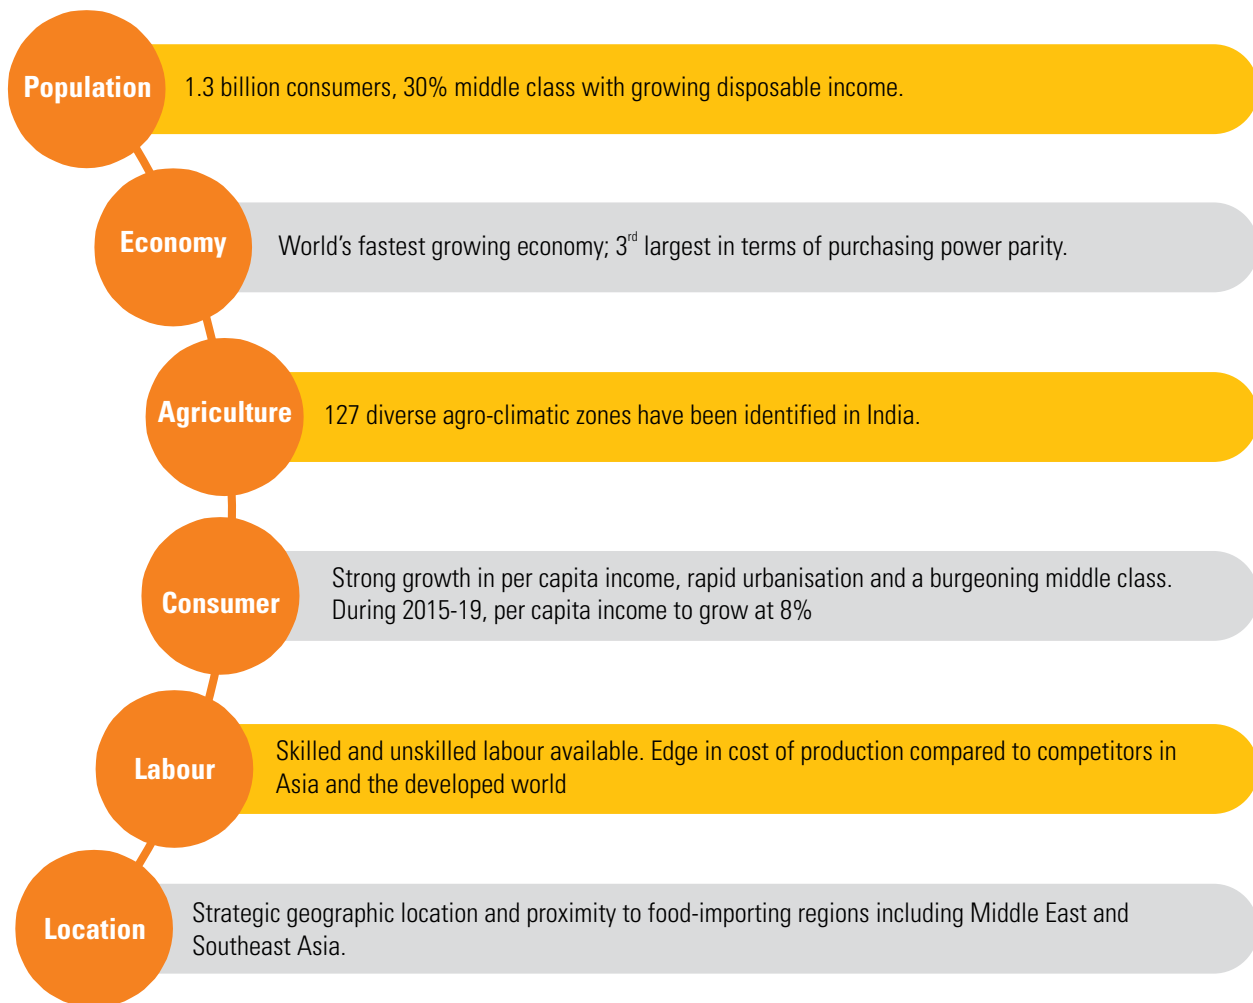 Population
1.3 billion consumers, 30% middle class with growing disposable income.
Economy
World's fastest growing economy; 3rd largest in terms of purchasing power parity.
Agriculture
127 diverse agro-climatic zones have been identified in India.
Consumer
Strong growth in per capita income, rapid urbanisation and a burgeoning middle class.
During 2015-19, per capita income to grow at 8%
Labour
Skilled and unskilled labour available. Edge in cost of production compared to competitors in
Asia and the developed world
Location
Strategic geographic location and proximity to food-importing regions including Middle East and
Southeast Asia.